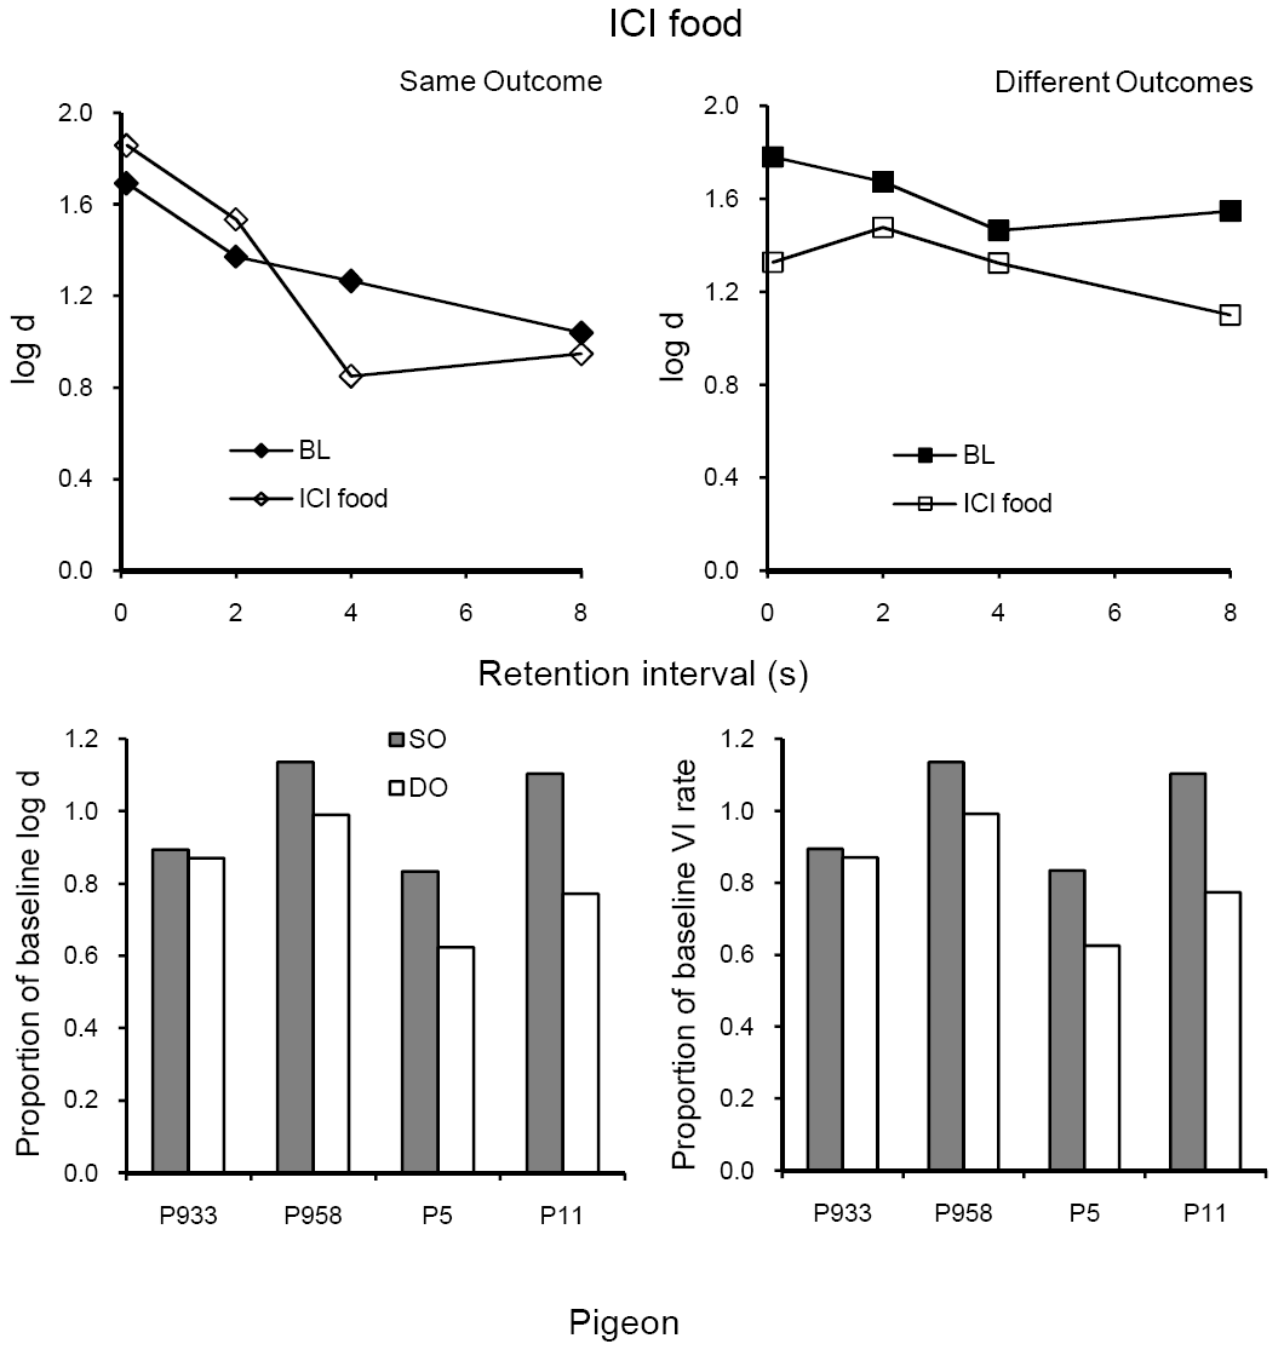 ICI food
Same Outcome
Different Outcomes
log d
2.0
1.6
1.2
0.8
0.4
0.0
BL
ICI food
0 2 4 6 8
log d
2.0
1.6
1.2
0.8
0.4
0.0
BL
ICI food
0 2 4 6 8
Retention interval (s)
Proportion of baseline log d
1.2
1.0
0.8
0.6
0.4
0.2
0.0
SO
DO
P933 P958 P5 P11
Proportion of baseline VI rate
1.2
1.0
0.8
0.6
0.4
0.2
0.0
P933 P958 P5 P11
Pigeon